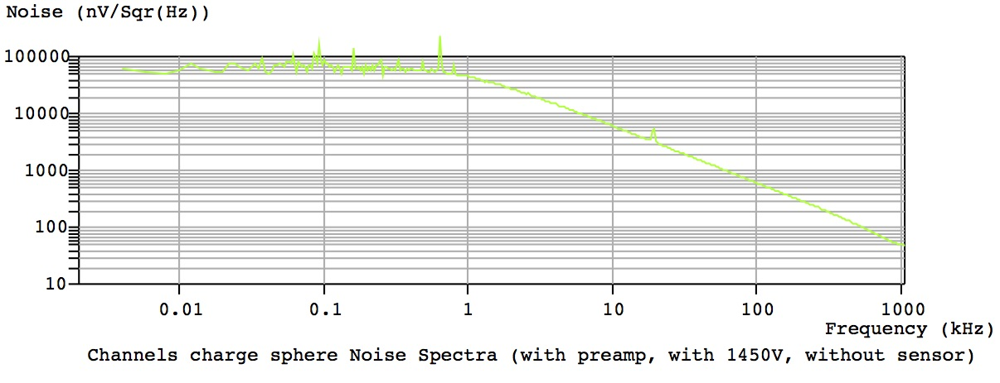 Noise (nV/Sqr(Hz))
100000
10000
1000
100
10
0.01 0.1 1 10 100 1000
Frequency (kHz)
Channels charge sphere Noise Spectra (with preamp, with 1450V, without sensor)